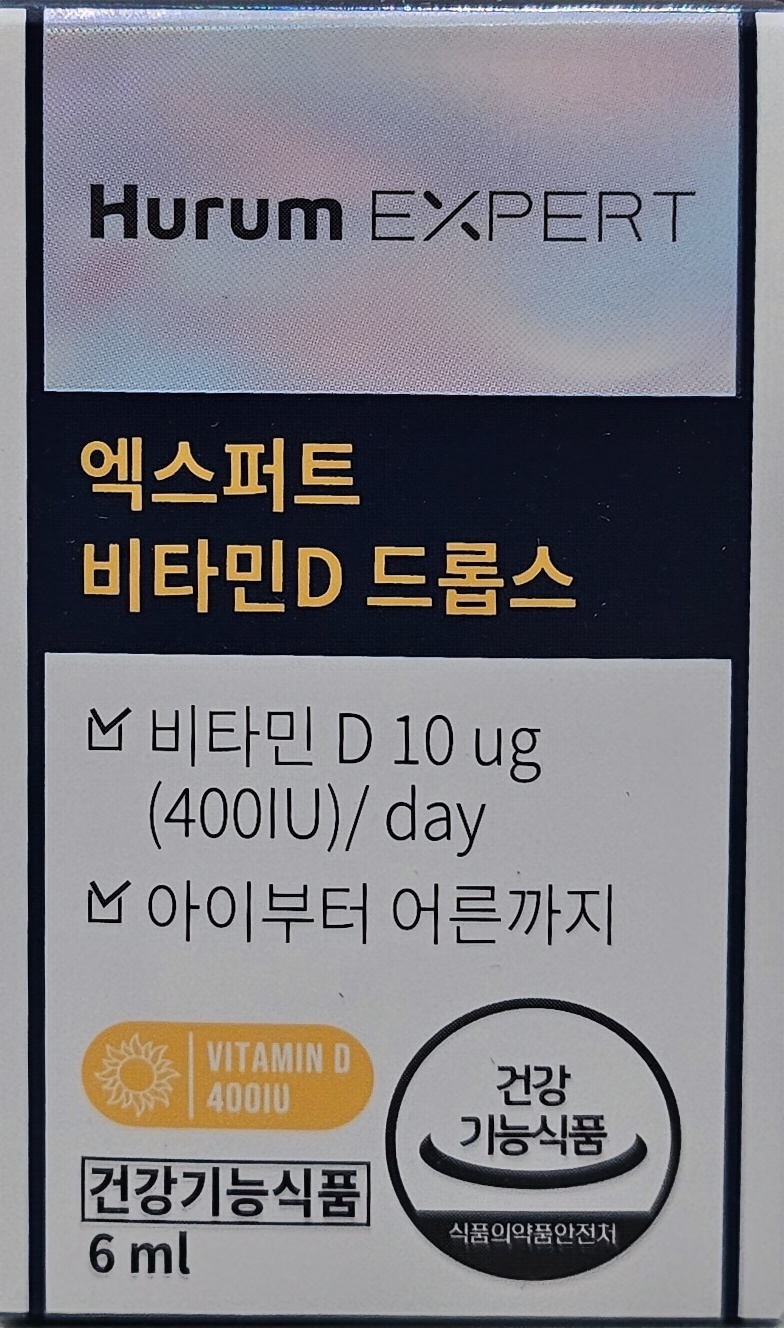 Hurum EXPERT
엑스퍼트
비타민D 드롭스
비타민 D 10 ug
(400IU)/ day
아이부터 어른까지
VITAMIN D
400IU
건강
기능식품
식품의약품안전처
건강기능식품
6 ml